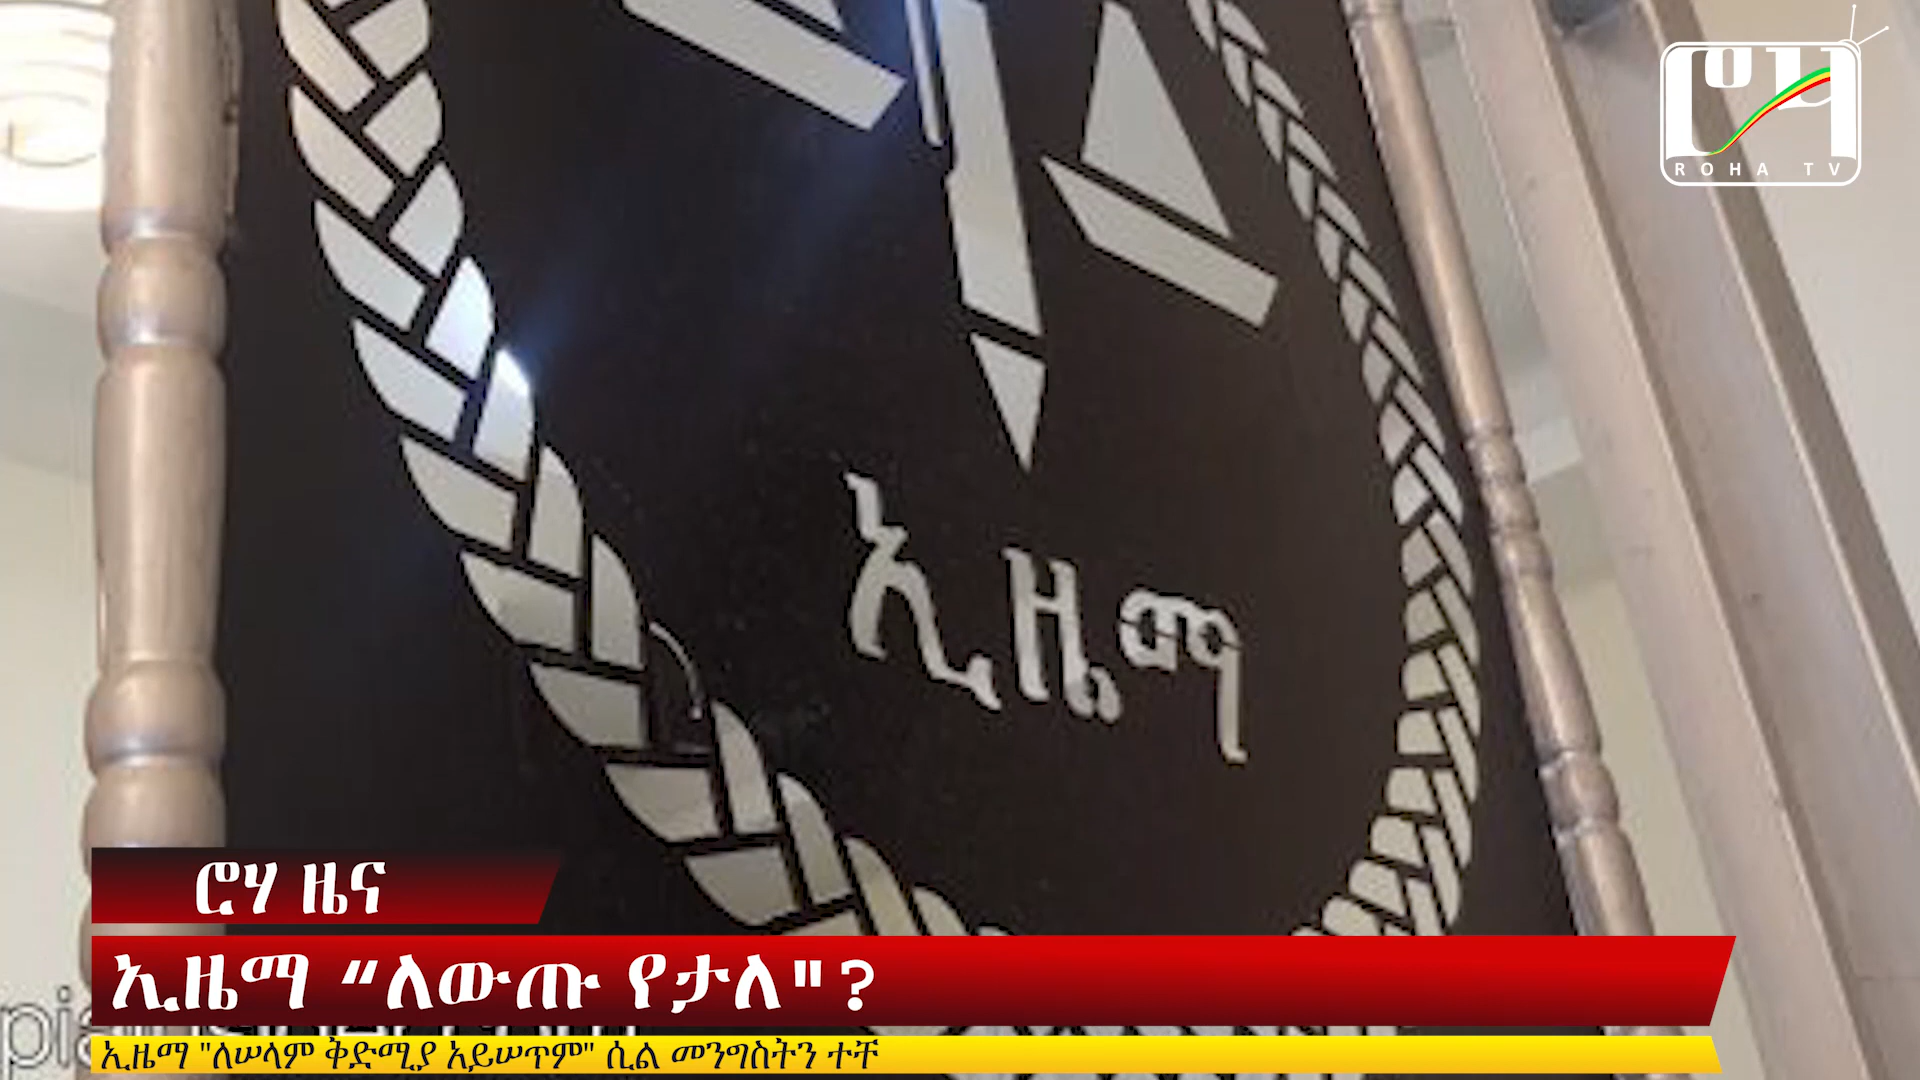 ሮሃ
ROHA TV
ኢዜማ
ሮሃ ዜና
ኢዜማ “ለውጡ የታለ"?
ኢዜማ "ለሠላም ቅድሚያ አይሠጥም" ሲል መንግስትን ተቸ